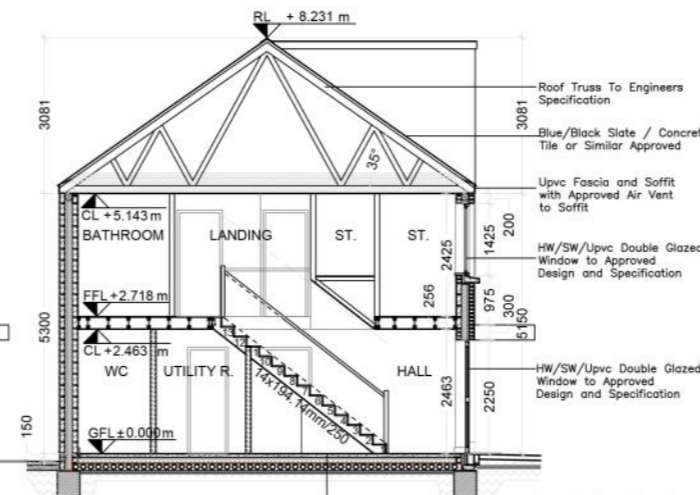 RL + 8.231 m
3081
3081
Roof Truss To Engineers
Specification
Blue/Black Slate / Concret
Tile or Similar Approved
35°
Upvc Fascia and Soffit
with Approved Air Vent
to Soffit
CL +5.143 m
BATHROOM
LANDING
ST.
ST.
2425
1425
200
HW/SW/Upvc Double Glazed
Window to Approved
Design and Specification
FFL +2.718 m
256
975
300
5150
5300
CL +2.463 m
WC
UTILITY R.
HALL
14x194.14mm/250
2463
2250
HW/SW/Upvc Double Glazed
Window to Approved
Design and Specification
150
GFL ±0.000 m